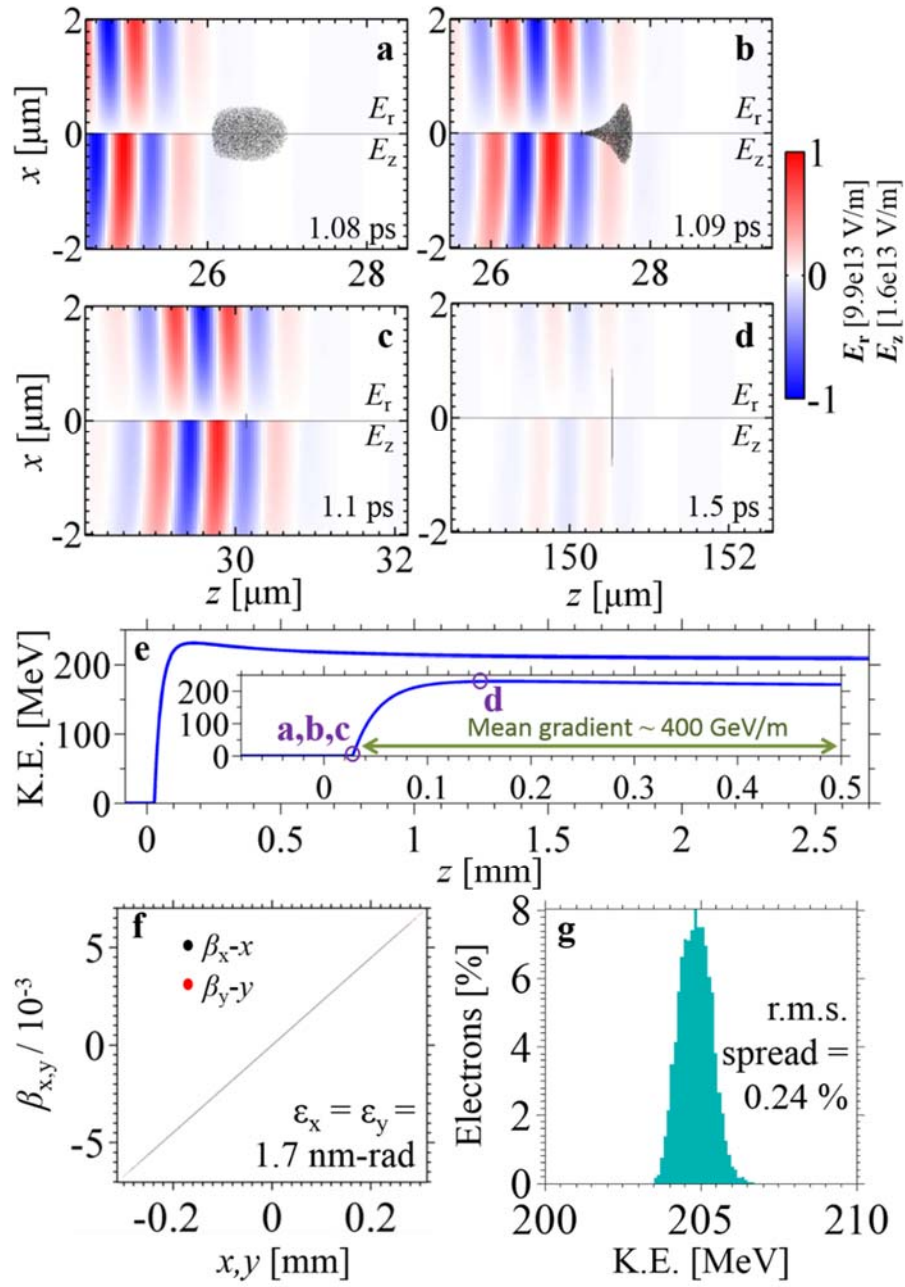 2 a 2 b
x [μm] 0 Er 0 Er
Ez Ez
-2 1.08 ps -2 1.09 ps
26 28 26 28
1
0
-1
Er [9.9e13 V/m]
Ez [1.6e13 V/m]
2 c 2 d
x [μm] 0 Er 0 Er
Ez Ez
-2 1.1 ps -2 1.5 ps
30 32 150 152
z [μm] z [μm]
K.E. [MeV]
e
200
100
0
200
100
0
a,b,c
d
Mean gradient ~ 400 GeV/m
0 0.1 0.2 0.3 0.4 0.5
0 0.5 1 1.5 2 2.5
z [mm]
f
βx,y / 10-3
5
0
-5
βx-x
βy-y
εx = εy =
1.7 nm-rad
-0.2 0 0.2
x,y [mm]
g
Electrons [%]
8
6
4
2
0
r.m.s.
spread =
0.24 %
200 205 210
K.E. [MeV]